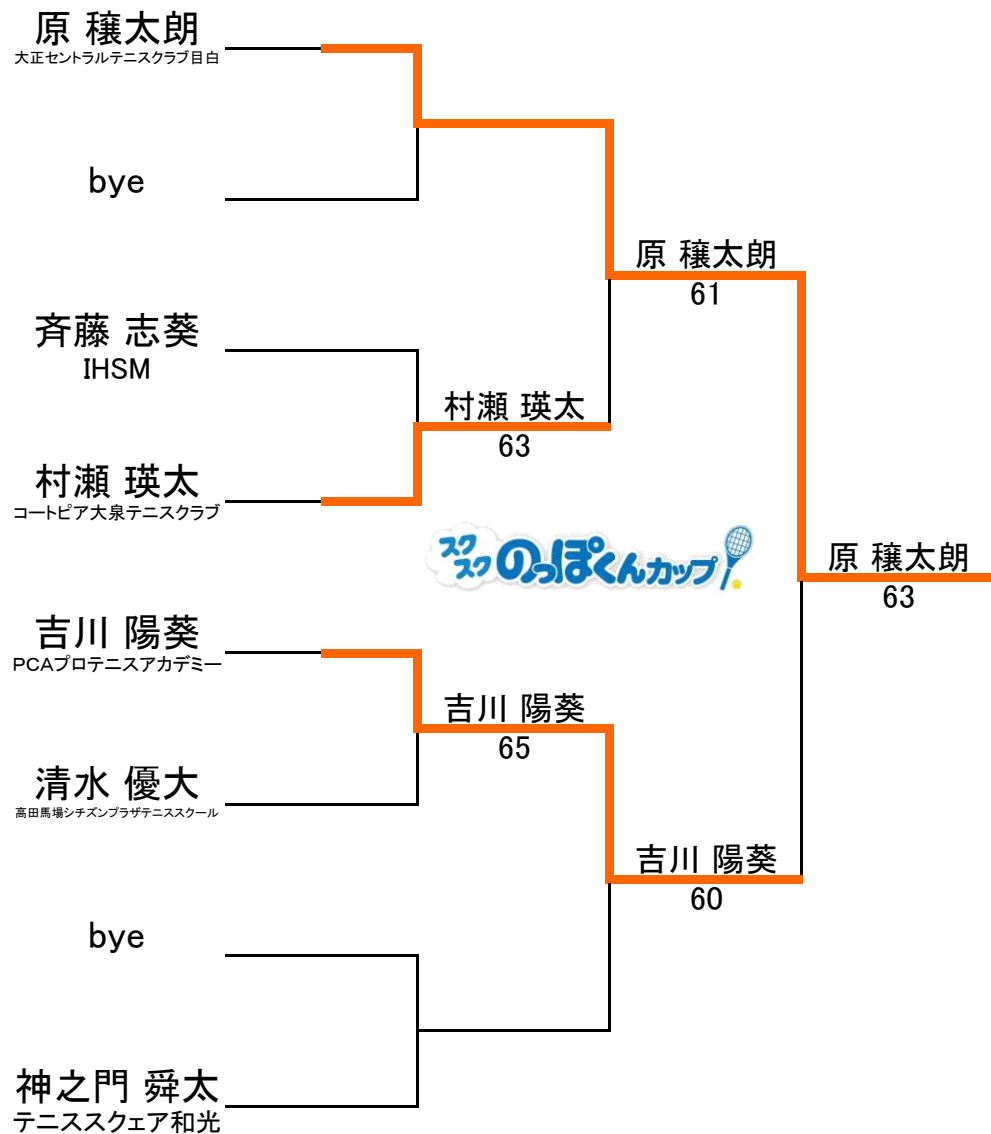 原 穣太朗
大正セントラルテニスクラブ目白
bye
原 穣太朗
61
斉藤 志葵
IHSM
村瀬 瑛太
63
村瀬 瑛太
コートピア大泉テニスクラブ
スクスク のっぽくんカップ
原 穣太朗
63
吉川 陽葵
PCAプロテニスアカデミー
吉川 陽葵
65
清水 優大
高田馬場シチズンプラザテニススクール
吉川 陽葵
60
bye
神之門 舜太
テニススクェア和光